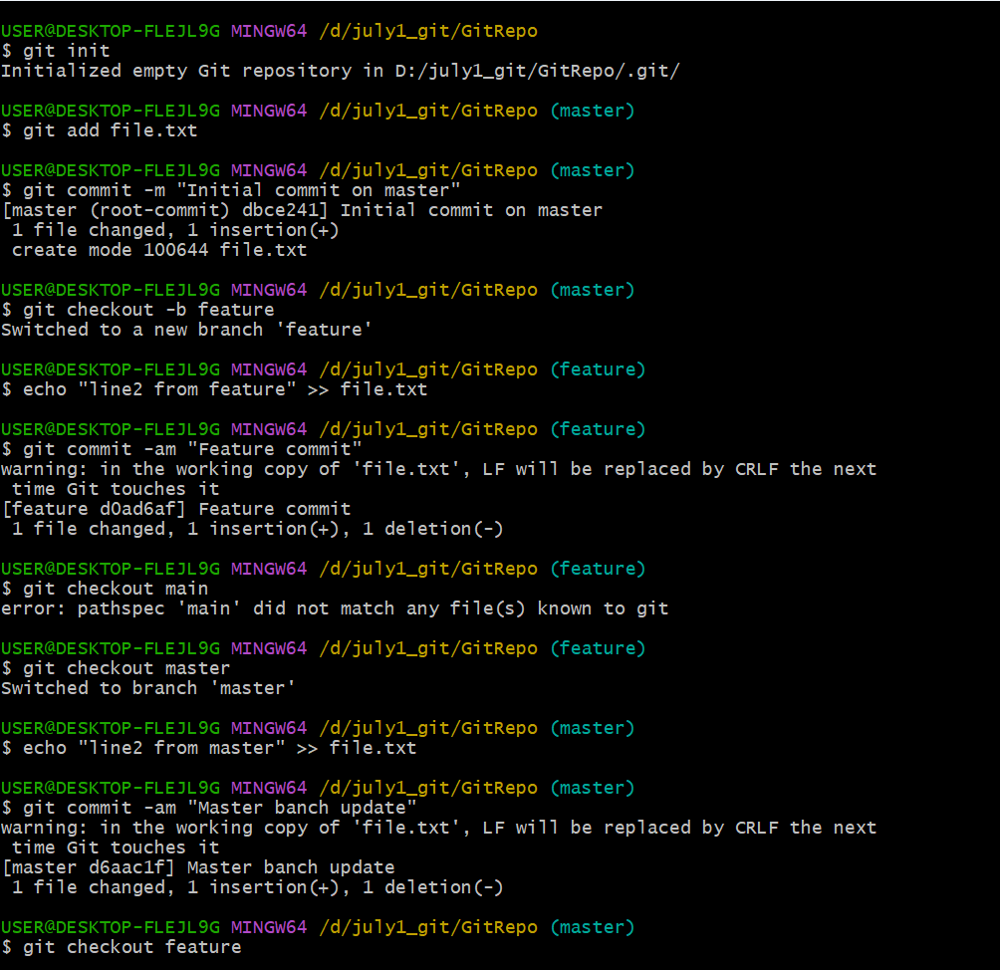 USER@DESKTOP-FLEJL9G MINGW64 /d/july1_git/GitRepo
$ git init
Initialized empty Git repository in D:/july1_git/GitRepo/.git/
USER@DESKTOP-FLEJL9G MINGW64 /d/july1_git/GitRepo (master)
$ git add file.txt
USER@DESKTOP-FLEJL9G MINGW64 /d/july1_git/GitRepo (master)
$ git commit -m "Initial commit on master"
[master (root-commit) dbce241] Initial commit on master
 1 file changed, 1 insertion(+)
 create mode 100644 file.txt
USER@DESKTOP-FLEJL9G MINGW64 /d/july1_git/GitRepo (master)
$ git checkout -b feature
Switched to a new branch 'feature'
USER@DESKTOP-FLEJL9G MINGW64 /d/july1_git/GitRepo (feature)
$ echo "line2 from feature" >> file.txt
USER@DESKTOP-FLEJL9G MINGW64 /d/july1_git/GitRepo (feature)
$ git commit -am "Feature commit"
warning: in the working copy of 'file.txt', LF will be replaced by CRLF the next
 time Git touches it
[feature d0ad6af] Feature commit
 1 file changed, 1 insertion(+), 1 deletion(-)
USER@DESKTOP-FLEJL9G MINGW64 /d/july1_git/GitRepo (feature)
$ git checkout main
error: pathspec 'main' did not match any file(s) known to git
USER@DESKTOP-FLEJL9G MINGW64 /d/july1_git/GitRepo (feature)
$ git checkout master
Switched to branch 'master'
USER@DESKTOP-FLEJL9G MINGW64 /d/july1_git/GitRepo (master)
$ echo "line2 from master" >> file.txt
USER@DESKTOP-FLEJL9G MINGW64 /d/july1_git/GitRepo (master)
$ git commit -am "Master banch update"
warning: in the working copy of 'file.txt', LF will be replaced by CRLF the next
 time Git touches it
[master d6aac1f] Master banch update
 1 file changed, 1 insertion(+), 1 deletion(-)
USER@DESKTOP-FLEJL9G MINGW64 /d/july1_git/GitRepo (master)
$ git checkout feature